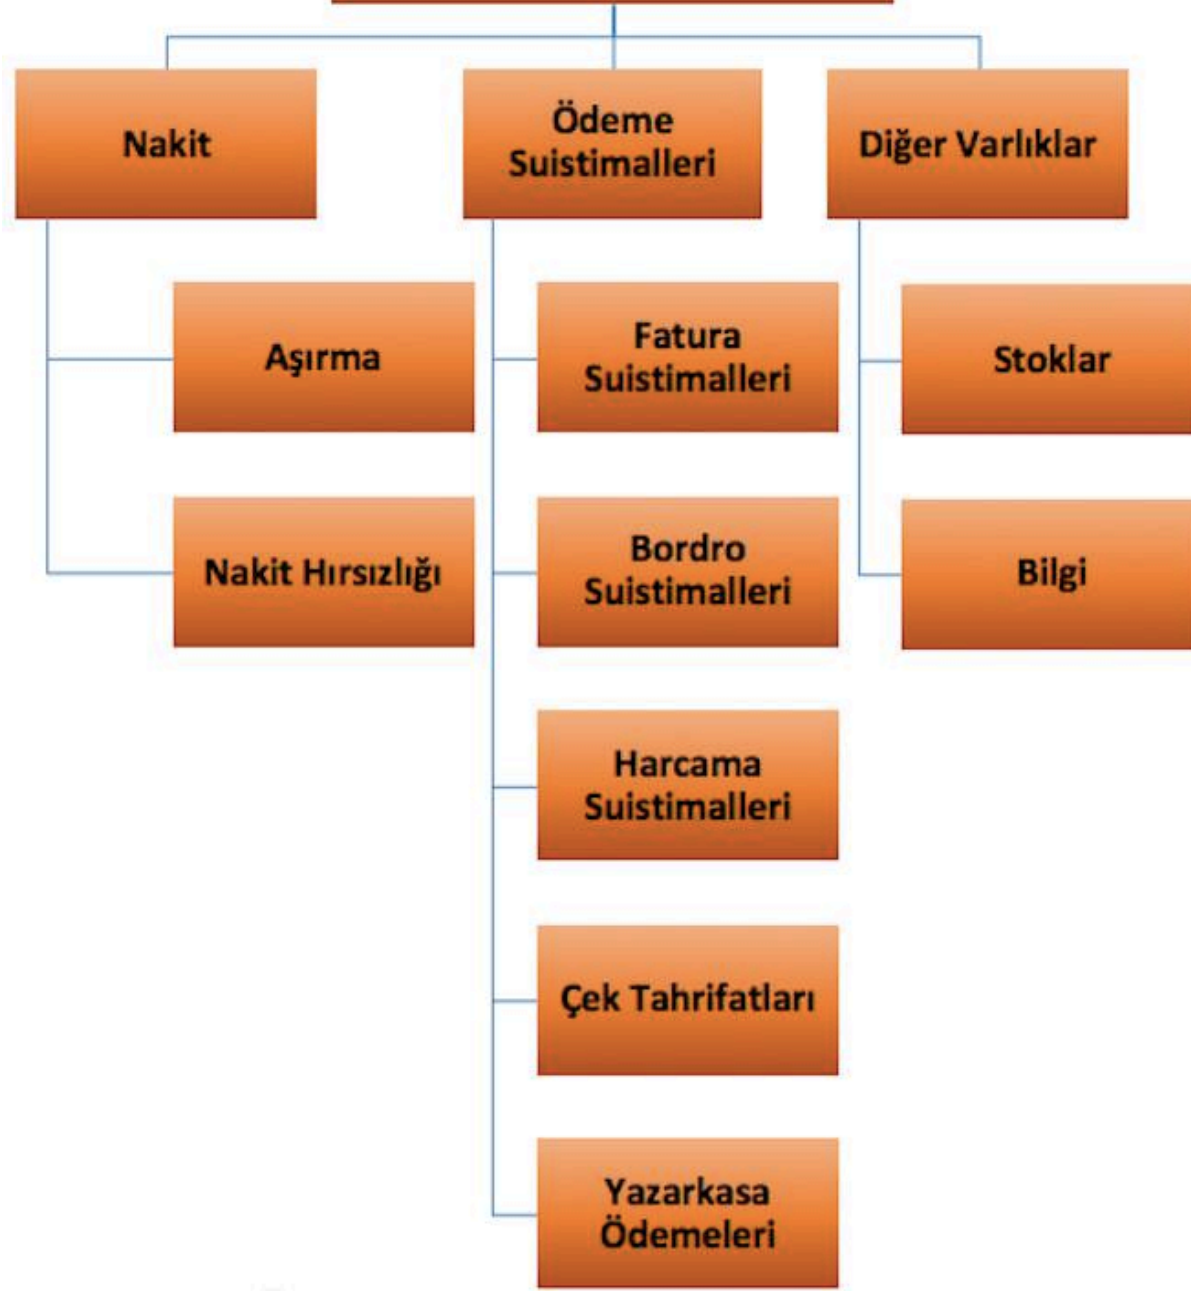 Nakit
Ödeme
Suistimalleri
Diğer Varlıklar
Aşırma
Fatura
Suistimalleri
Stoklar
Nakit Hırsızlığı
Bordro
Suistimalleri
Bilgi
Harcama
Suistimalleri
Çek Tahrifatları
Yazarkasa
Ödemeleri